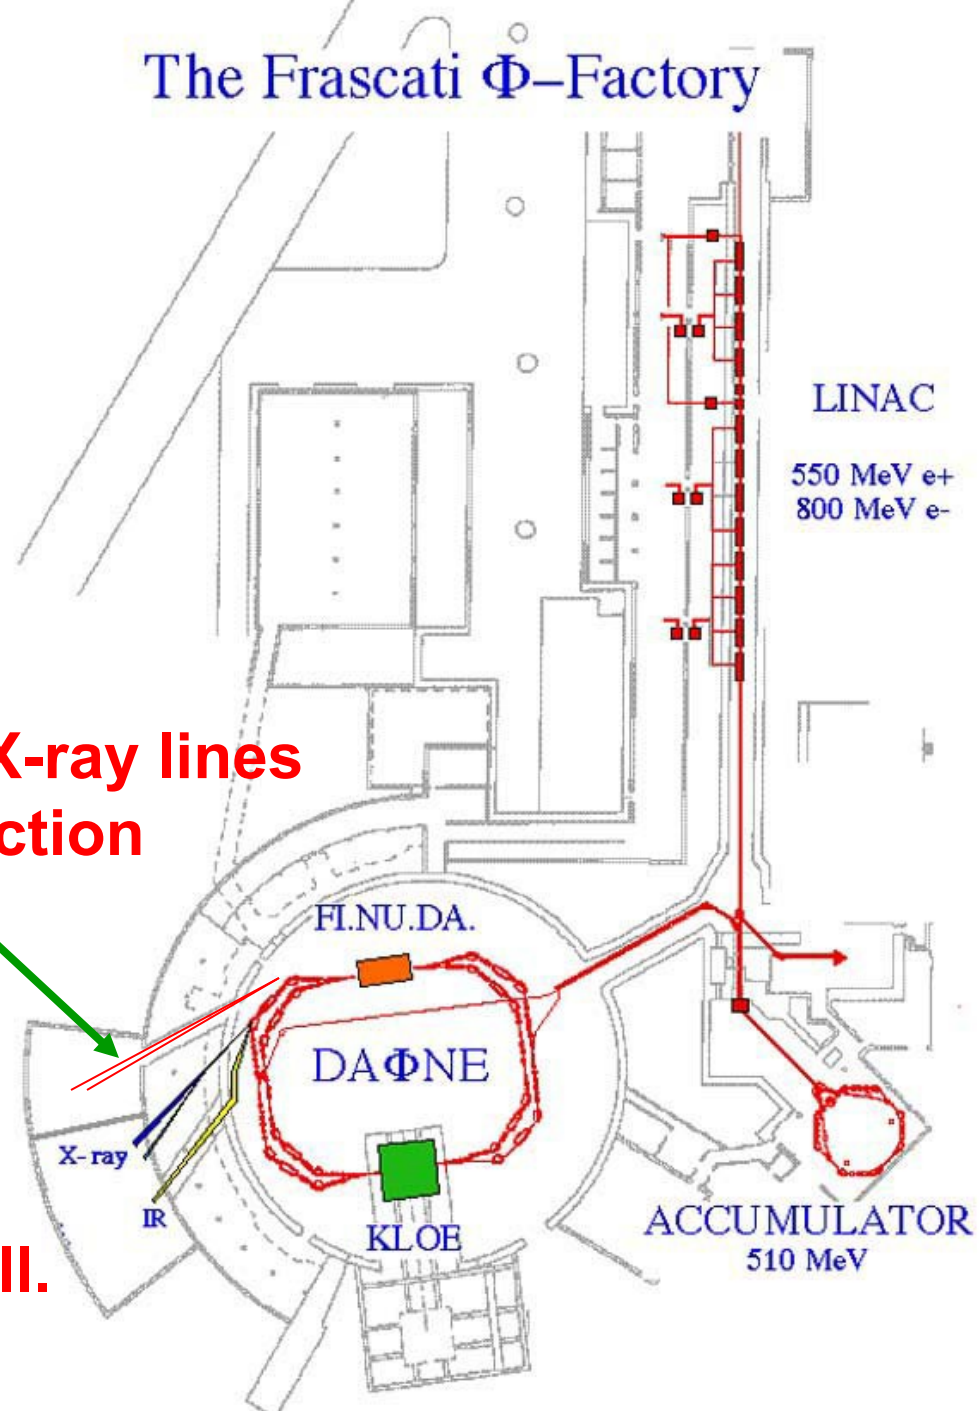 The Frascati Φ-Factory
LINAC
550 MeV e+
800 MeV e-
X-ray lines
ction
FI.NU.DA.
DAΦNE
X-ray
IR
KLOE
ACCUMULATOR
510 MeV
ll.